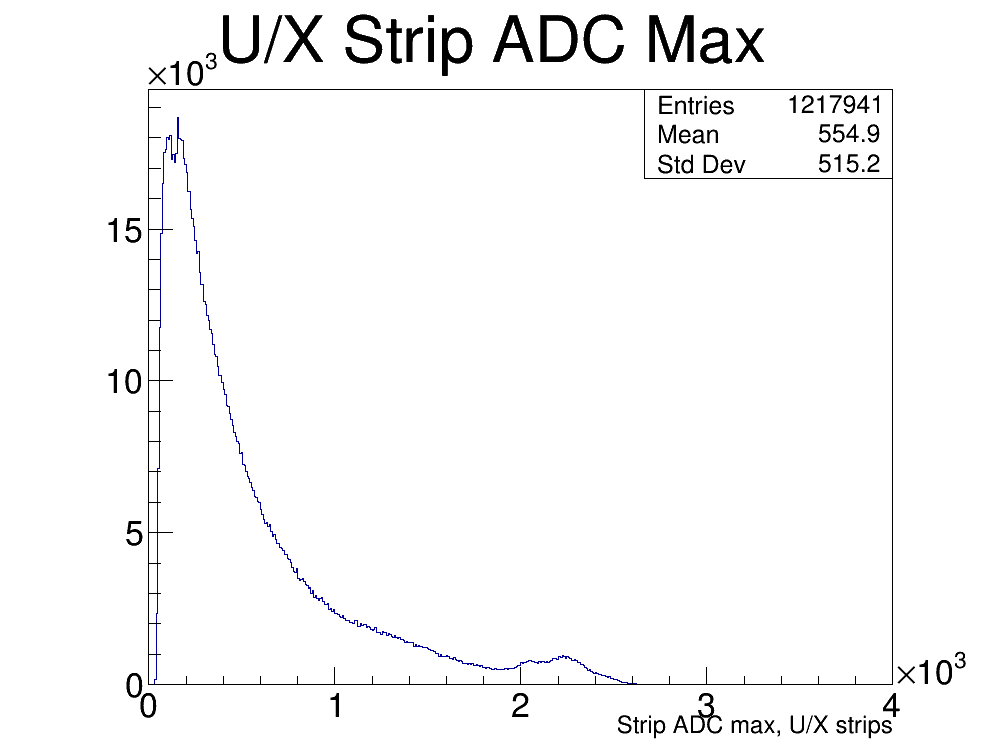 U/X Strip ADC Max
×10³
Entries 1217941
Mean 554.9
Std Dev 515.2
15
10
5
0
0 1 2 3 4
×10³
Strip ADC max, U/X strips